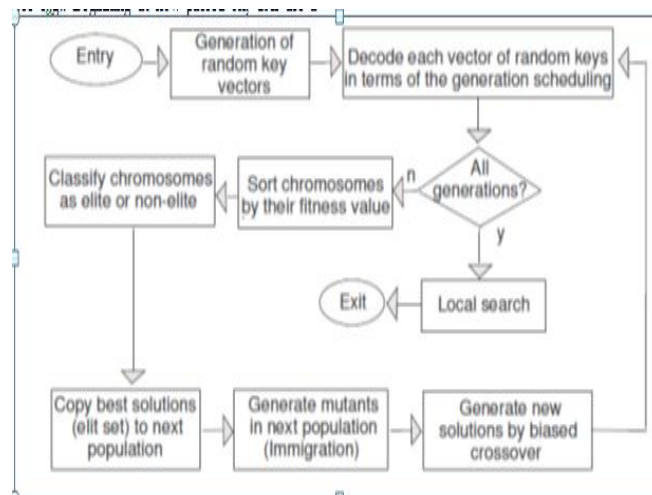 Entry
Generation of
random key
vectors
Decode each vector of random keys
in terms of the generation scheduling
All
generations?
n
y
Sort chromosomes
by their fitness value
Classify chromosomes
as elite or non-elite
Local search
Exit
Copy best solutions
(elit set) to next
population
Generate mutants
in next population
(Immigration)
Generate new
solutions by biased
crossover